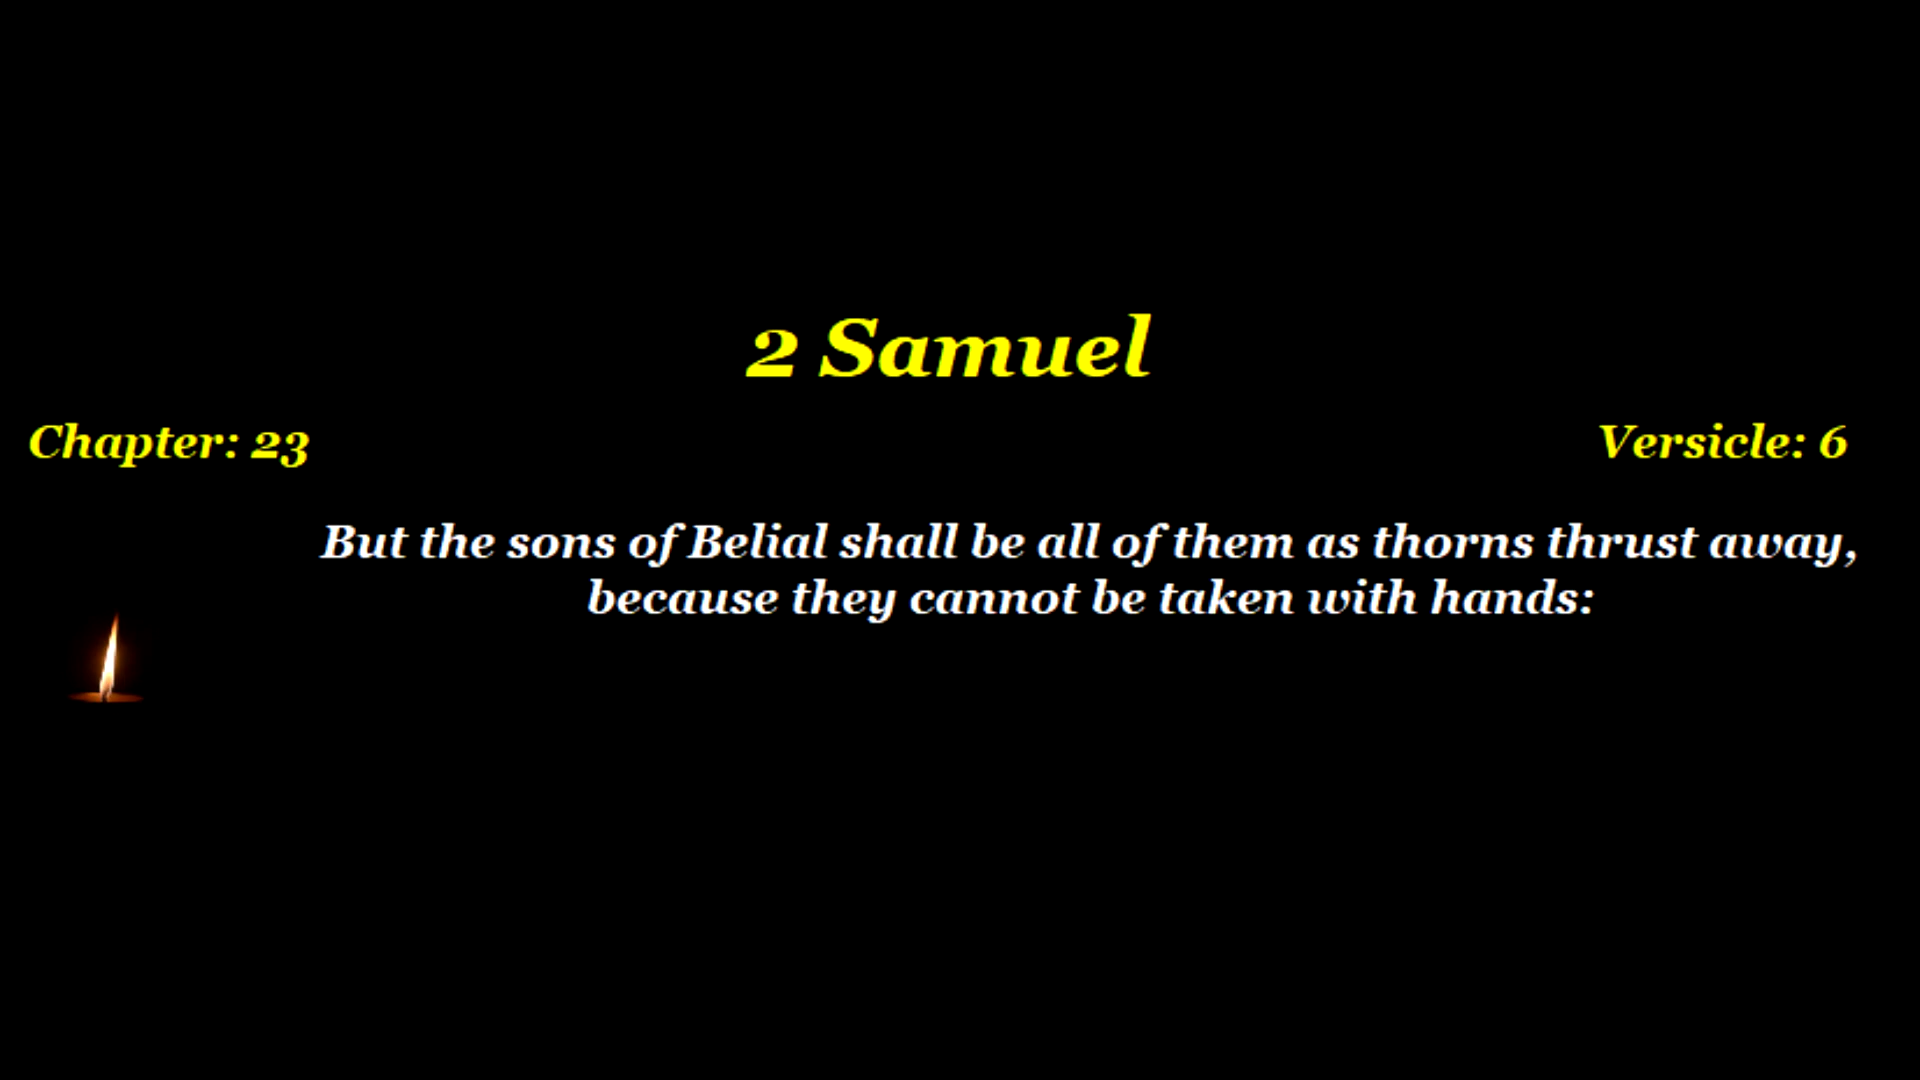 2 Samuel
Chapter: 23
Versicle: 6
But the sons of Belial shall be all of them as thorns thrust away,
because they cannot be taken with hands: